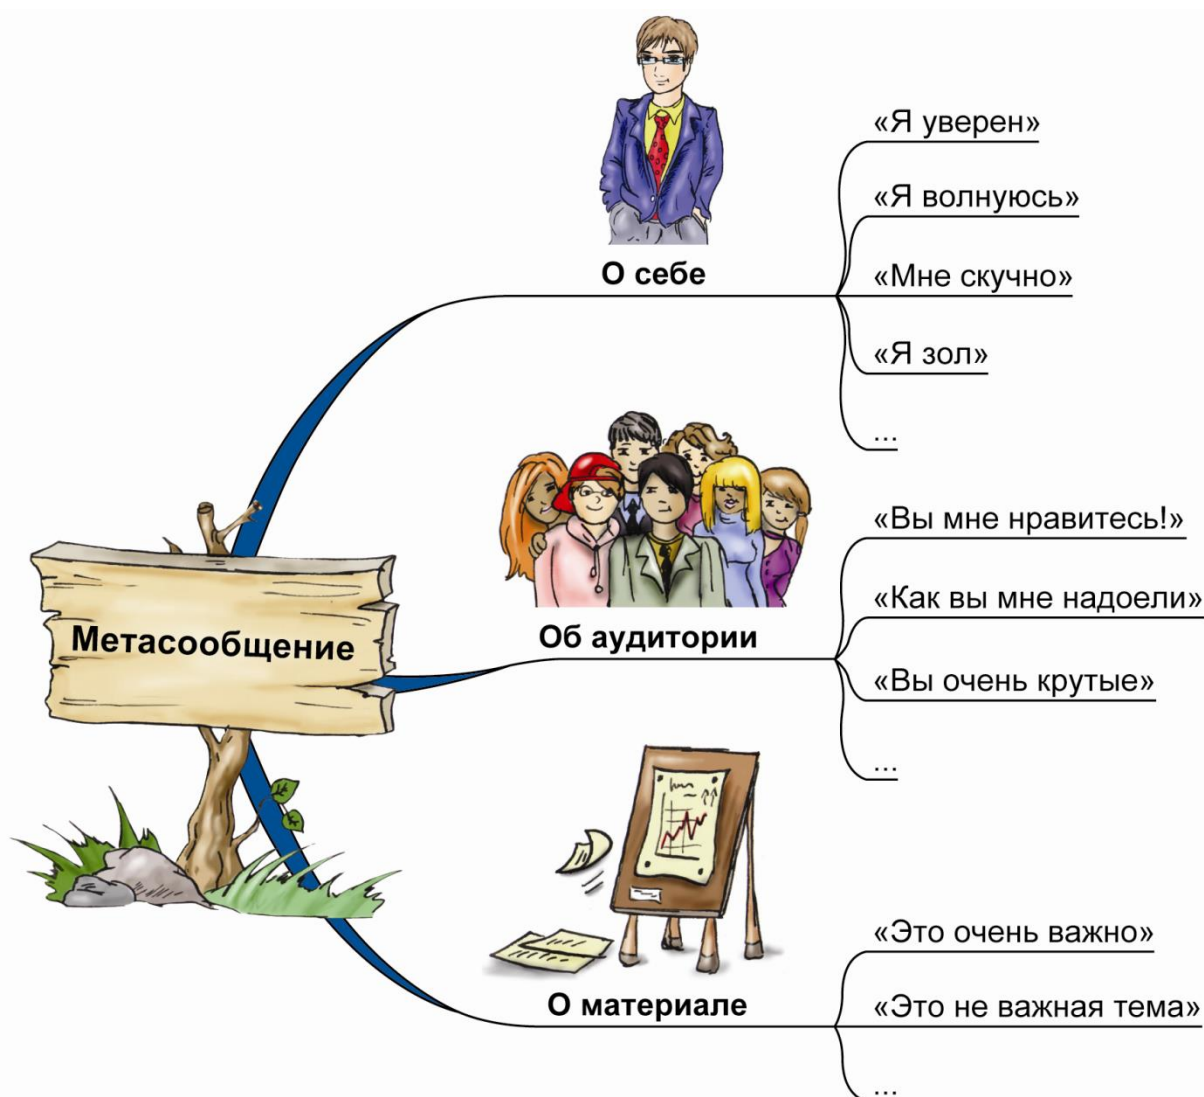 Метасообщение
О себе
«Я уверен»
«Я волнуюсь»
«Мне скучно»
«Я зол»
...
Об аудитории
«Вы мне нравитесь!»
«Как вы мне надоели»
«Вы очень крутые»
...
О материале
«Это очень важно»
«Это не важная тема»
...